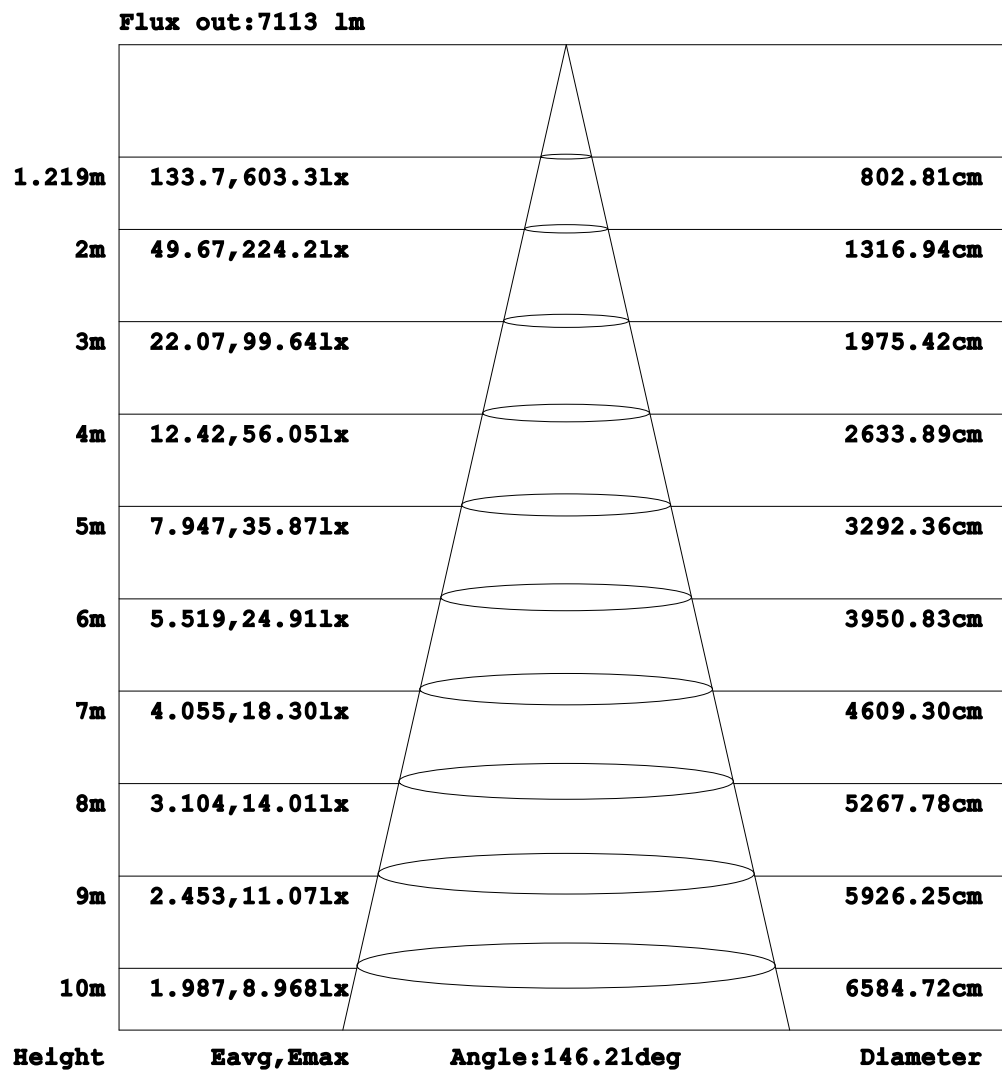 Flux out:7113 lm
1.219m 133.7,603.3lx 802.81cm
2m 49.67,224.2lx 1316.94cm
3m 22.07,99.64lx 1975.42cm
4m 12.42,56.05lx 2633.89cm
5m 7.947,35.87lx 3292.36cm
6m 5.519,24.91lx 3950.83cm
7m 4.055,18.30lx 4609.30cm
8m 3.104,14.01lx 5267.78cm
9m 2.453,11.07lx 5926.25cm
10m 1.987,8.968lx 6584.72cm
Height Eavg,Emax Angle:146.21deg Diameter